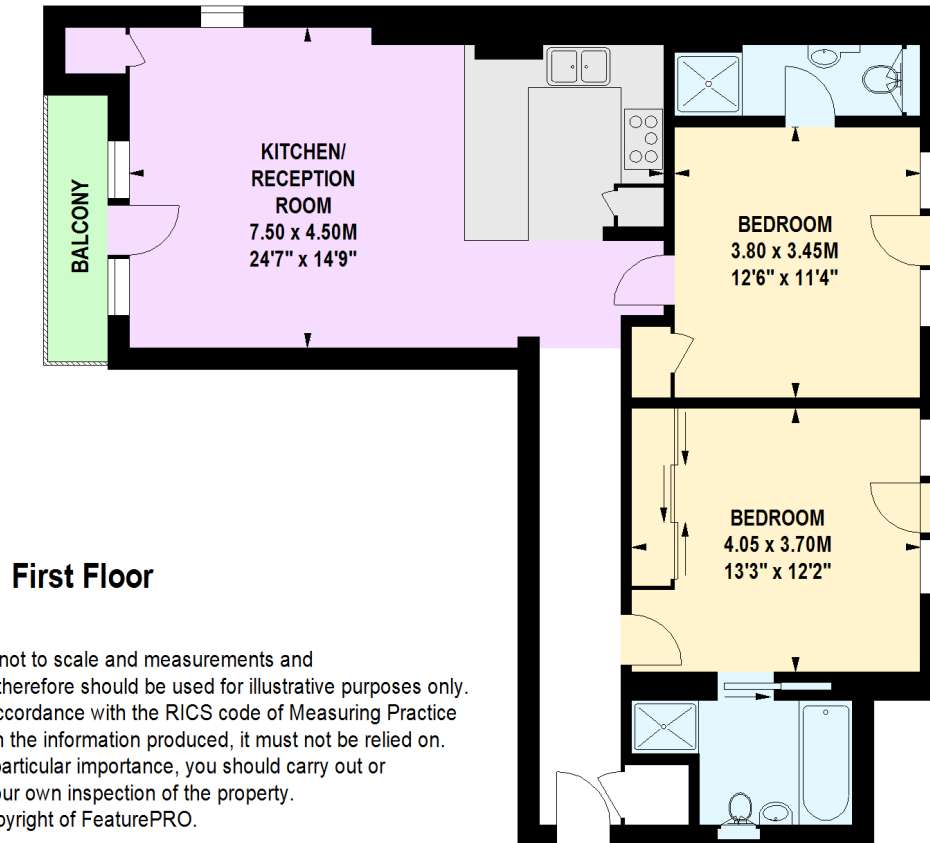 KITCHEN/
RECEPTION
ROOM
7.50 x 4.50M
24'7" x 14'9"
BALCONY
BEDROOM
3.80 x 3.45M
12'6" x 11'4"
BEDROOM
4.05 x 3.70M
13'3" x 12'2"
First Floor
not to scale and measurements and
therefore should be used for illustrative purposes only.
ccordance with the RICS code of Measuring Practice
n the information produced, it must not be relied on.
particular importance, you should carry out or
our own inspection of the property.
pyright of FeaturePRO.